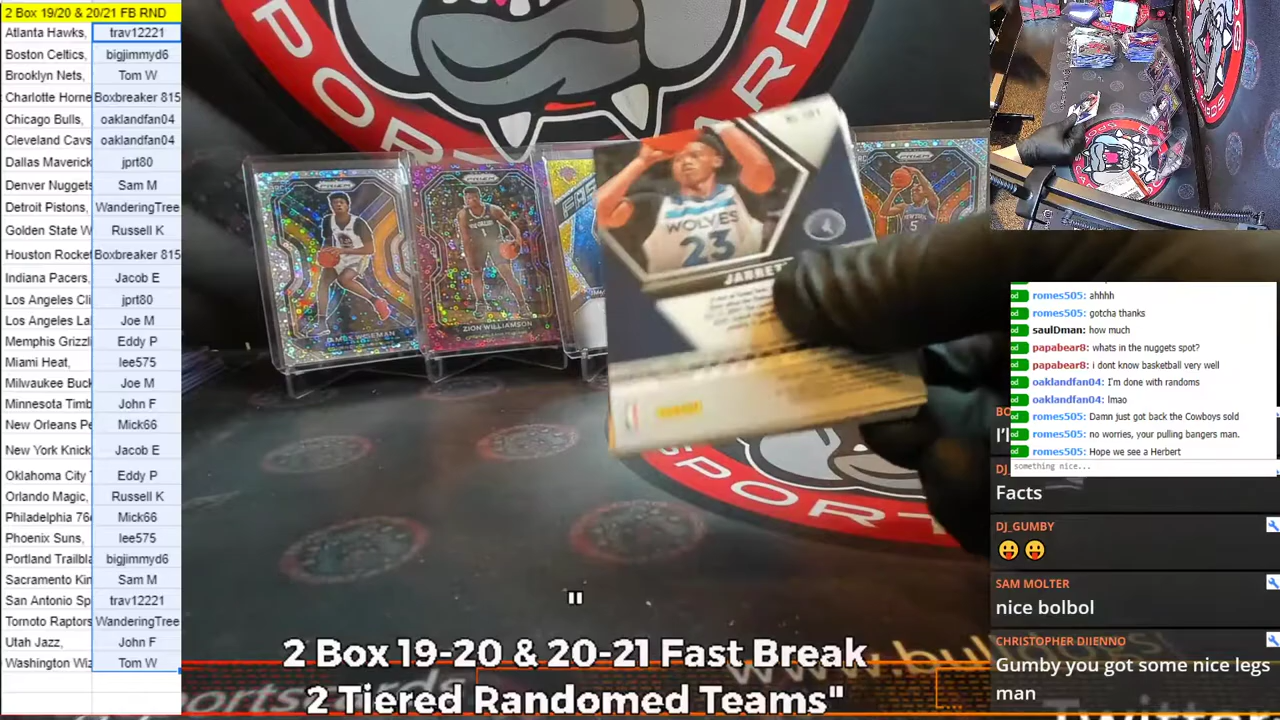 2 Box 19/20 & 20/21 FB RND
Atlanta Hawks, trav12221
Boston Celtics, bigjimmyd6
Brooklyn Nets, Tom W
Charlotte Horne Boxbreaker 815
Chicago Bulls, oaklandfan04
Cleveland Cavs oaklandfan04
Dallas Maverick jprt80
Denver Nuggets Sam M
Detroit Pistons, WanderingTree
Golden State W Russell K
Houston Rocket Boxbreaker 815
Indiana Pacers, Jacob E
Los Angeles Cli jprt80
Los Angeles La Joe M
Memphis Grizzl Eddy P
Miami Heat, lee575
Milwaukee Buck Joe M
Minnesota Timb John F
New Orleans Pe Mick66
New York Knick Jacob E
Oklahoma City Eddy P
Orlando Magic, Russell K
Philadelphia 76 Mick66
Phoenix Suns, lee575
Portland Trailbla bigjimmyd6
Sacramento Kin Sam M
San Antonio Sp trav12221
Tornoto Raptors WanderingTree
Utah Jazz, John F
Washington Wiz Tom W
PRIZM
ZION WILLIAMSON
WOLVES
23
JARRET
"
2 Box 19-20 & 20-21 Fast Break
2 Tiered Randomed Teams"
romes505: ahhhh
romes505: gotcha thanks
saulDman: how much
papabear8: whats in the nuggets spot?
papabear8: i dont know basketball very well
oaklandfan04: I'm done with randoms
oaklandfan04: lmao
romes505: Damn just got back the Cowboys sold
romes505: no worries, your pulling bangers man.
romes505: Hope we see a Herbert
something nice...
Facts
DJ_GUMBY
SAM MOLTER
nice bolbol
CHRISTOPHER DIIENNO
Gumby you got some nice legs
man